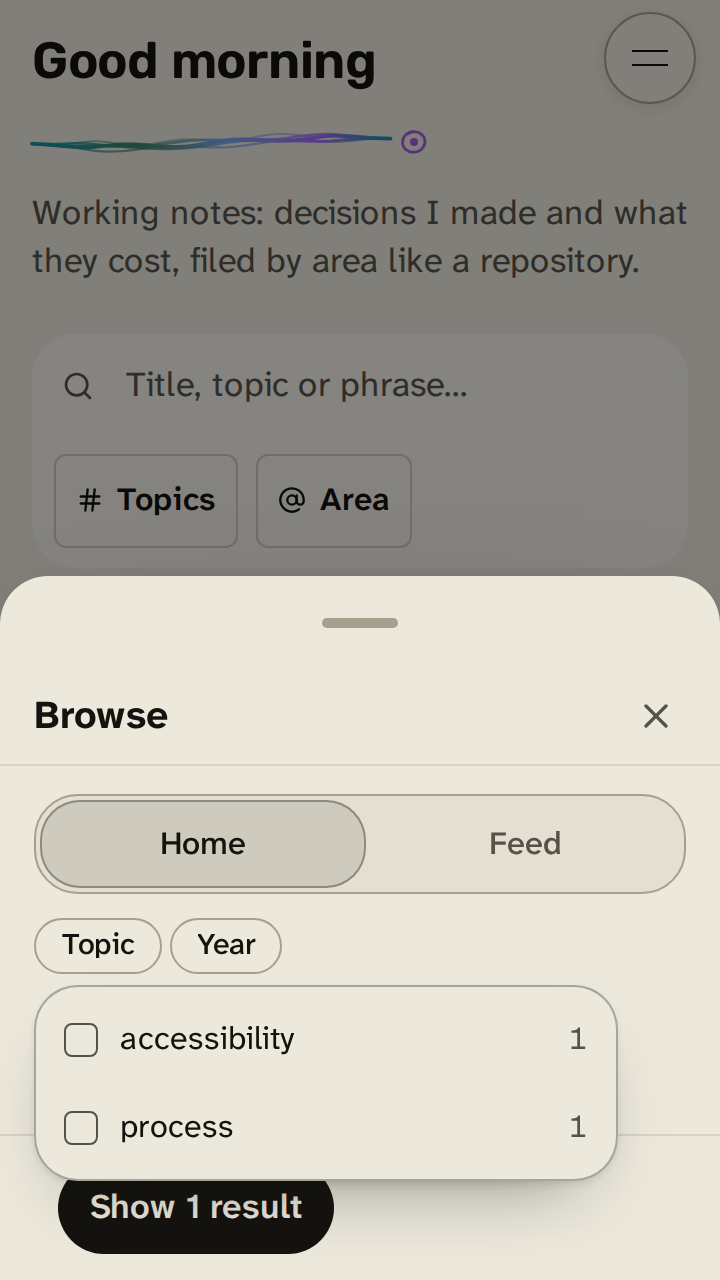 Good morning
Working notes: decisions I made and what
they cost, filed by area like a repository.
Title, topic or phrase...
# Topics
@ Area
Browse
Home
Feed
Topic
Year
accessibility 1
process 1
Show 1 result